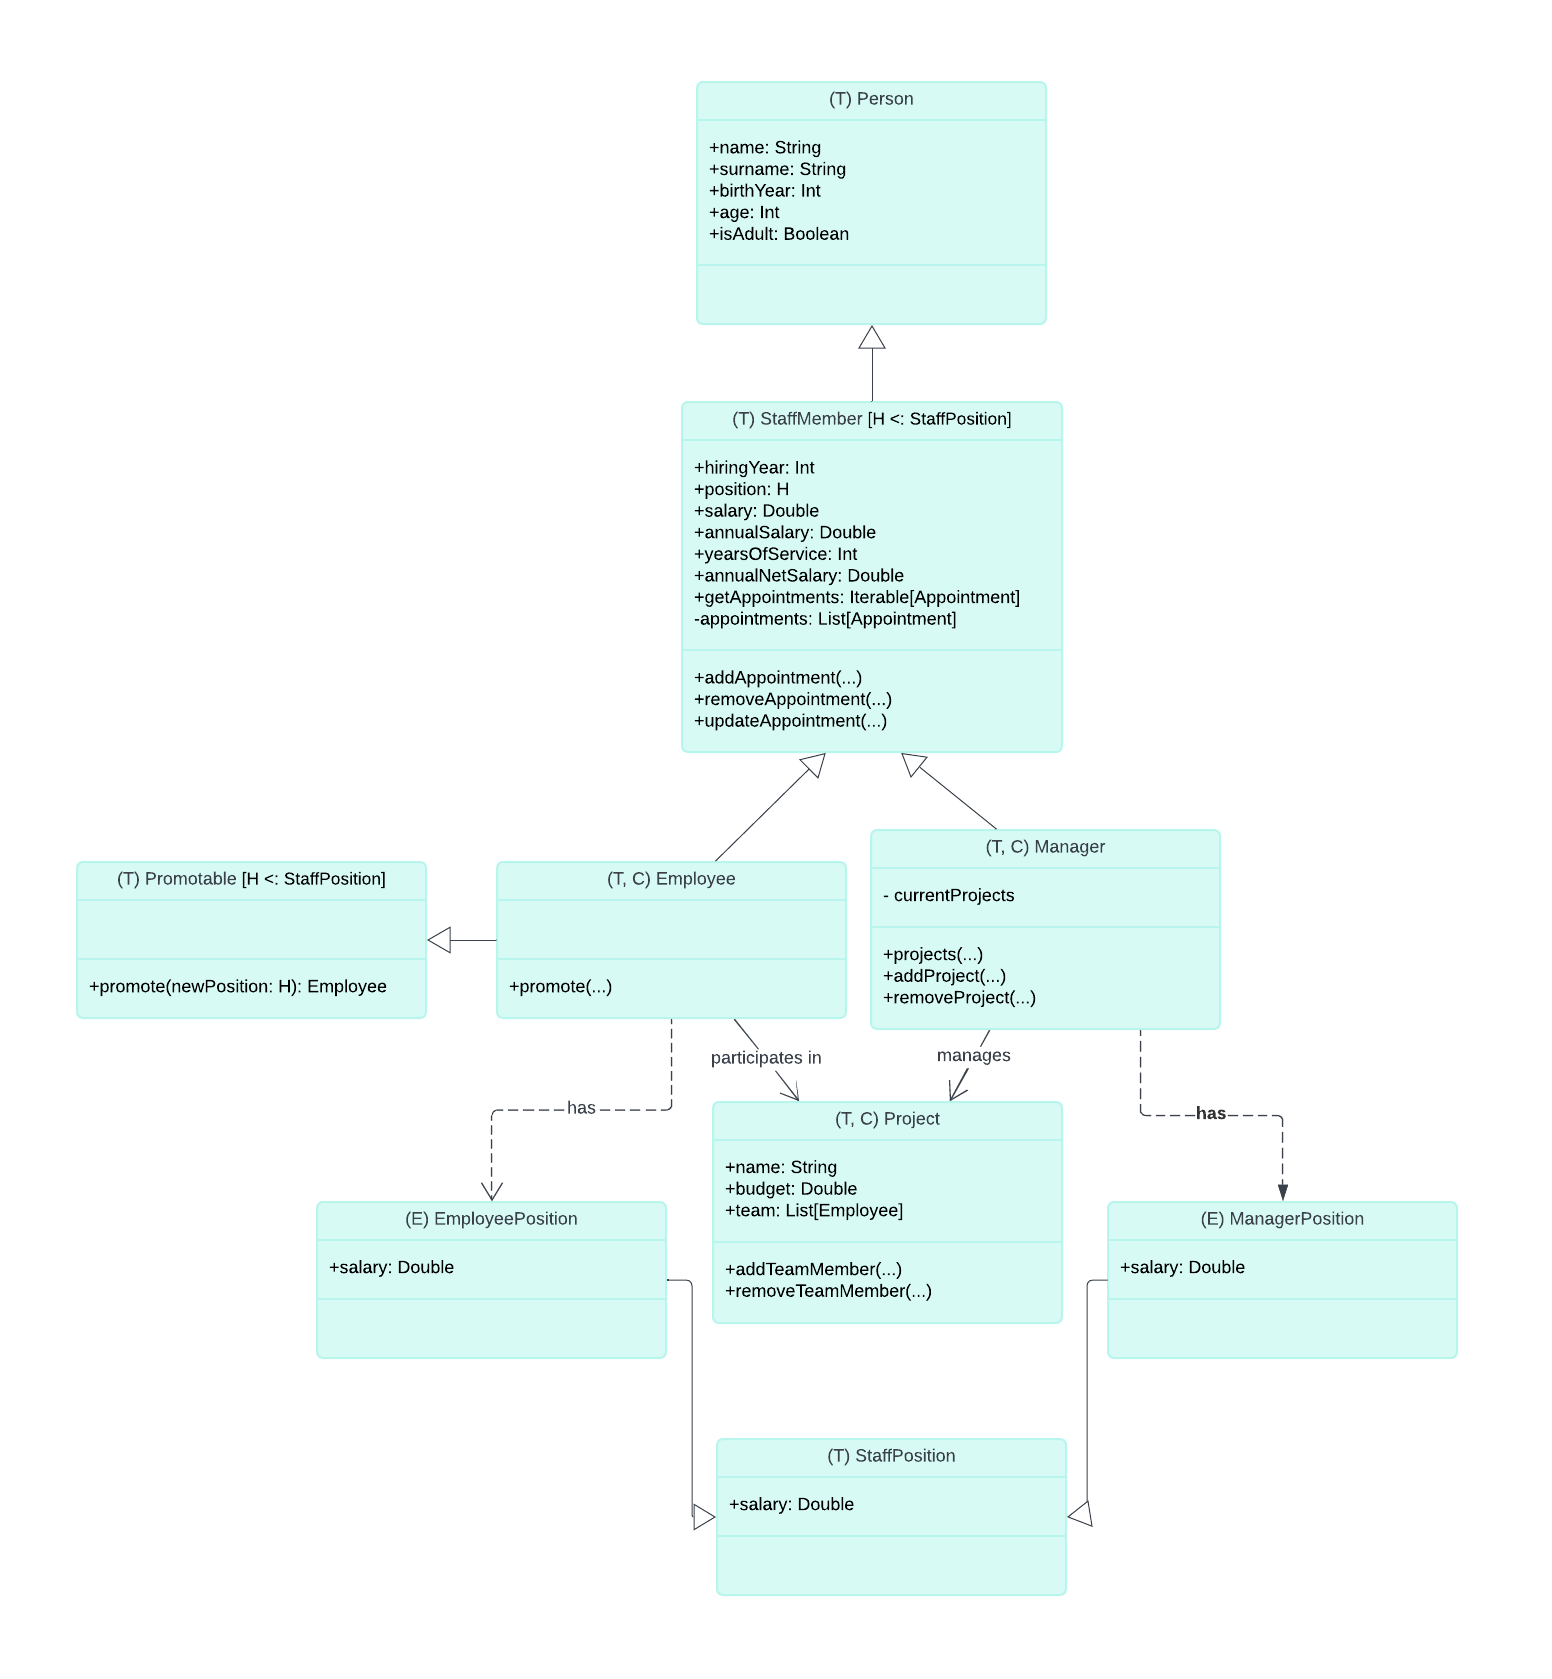 (T) Person
+name: String
+surname: String
+birthYear: Int
+age: Int
+isAdult: Boolean
(T) StaffMember [H <: StaffPosition]
+hiringYear: Int
+position: H
+salary: Double
+annualSalary: Double
+yearsOfService: Int
+annualNetSalary: Double
+getAppointments: Iterable[Appointment]
-appointments: List[Appointment]
+addAppointment(...)
+removeAppointment(...)
+updateAppointment(...)
(T) Promotable [H <: StaffPosition]
+promote(newPosition: H): Employee
(T, C) Employee
+promote(...)
(T, C) Manager
- currentProjects
+projects(...)
+addProject(...)
+removeProject(...)
participates in
manages
has
has
(T, C) Project
+name: String
+budget: Double
+team: List[Employee]
+addTeamMember(...)
+removeTeamMember(...)
(E) EmployeePosition
+salary: Double
(E) ManagerPosition
+salary: Double
(T) StaffPosition
+salary: Double